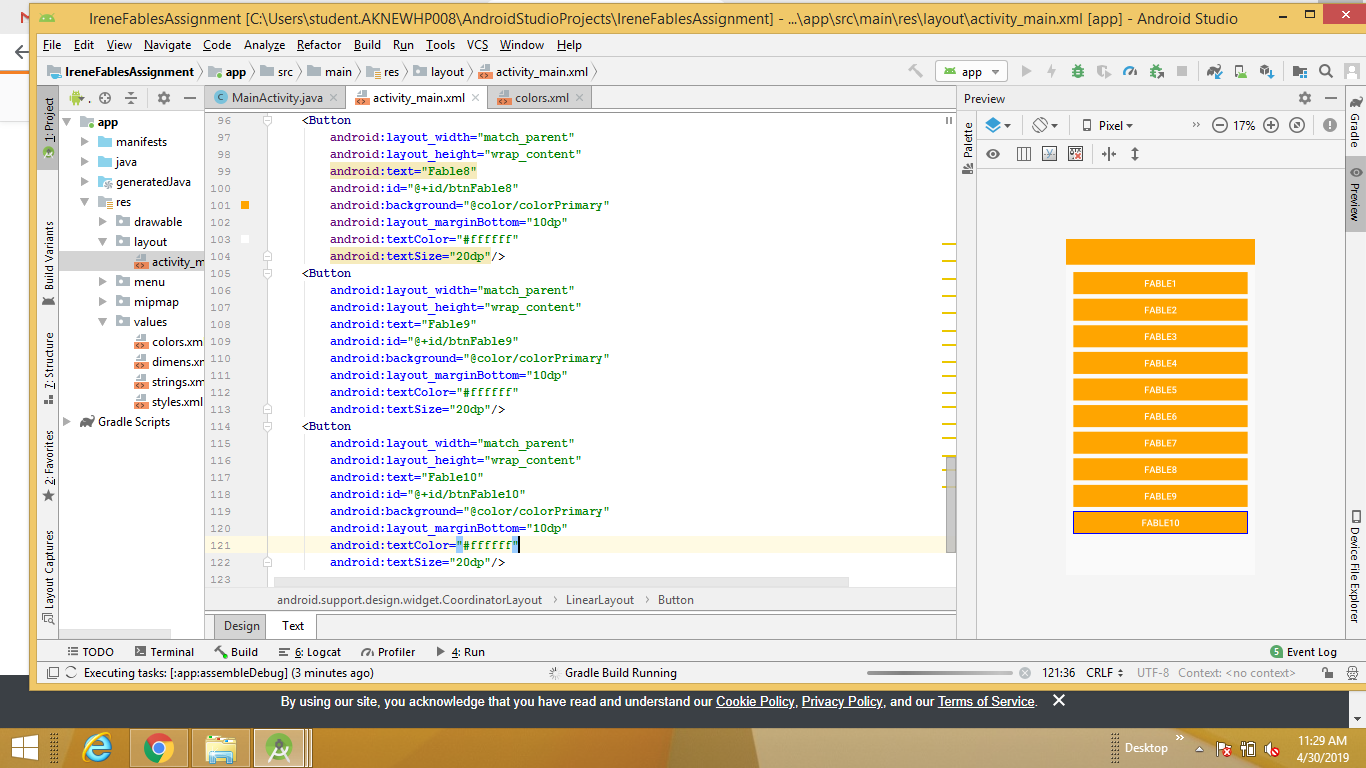 IreneFablesAssignment [C:\Users\student.AKNEWHP008\AndroidStudioProjects\IreneFablesAssignment] - ...\app\src\main\res\layout\activity_main.xml [app] - Android Studio
File Edit View Navigate Code Analyze Refactor Build Run Tools VCS Window Help
IreneFablesAssignment app src main res layout activity_main.xml app
1: Project
Build Variants
7: Structure
2: Favorites
Layout Captures
app
manifests
java
generatedJava
res
drawable
layout
activity_m
menu
mipmap
values
colors.xm
dimens.xm
strings.xm
styles.xml
Gradle Scripts
MainActivity.java activity_main.xml colors.xml
96 <Button
97 android:layout_width="match_parent"
98 android:layout_height="wrap_content"
99 android:text="Fable8"
100 android:id="@+id/btnFable8"
101 android:background="@color/colorPrimary"
102 android:layout_marginBottom="10dp"
103 android:textColor="#ffffff"
104 android:textSize="20dp"/>
105 <Button
106 android:layout_width="match_parent"
107 android:layout_height="wrap_content"
108 android:text="Fable9"
109 android:id="@+id/btnFable9"
110 android:background="@color/colorPrimary"
111 android:layout_marginBottom="10dp"
112 android:textColor="#ffffff"
113 android:textSize="20dp"/>
114 <Button
115 android:layout_width="match_parent"
116 android:layout_height="wrap_content"
117 android:text="Fable10"
118 android:id="@+id/btnFable10"
119 android:background="@color/colorPrimary"
120 android:layout_marginBottom="10dp"
121 android:textColor="#ffffff"
122 android:textSize="20dp"/>
123
android.support.design.widget.CoordinatorLayout LinearLayout Button
Design Text
Preview
Palette
Pixel 17%
FABLE1
FABLE2
FABLE3
FABLE4
FABLE5
FABLE6
FABLE7
FABLE8
FABLE9
FABLE10
Gradle
Preview
Device File Explorer
TODO Terminal Build 6: Logcat Profiler 4: Run 5 Event Log
Executing tasks: [:app:assembleDebug] (3 minutes ago) Gradle Build Running 121:36 CRLF UTF-8 Context: <no context>
By using our site, you acknowledge that you have read and understand our Cookie Policy, Privacy Policy, and our Terms of Service.
Desktop
11:29 AM
4/30/2019